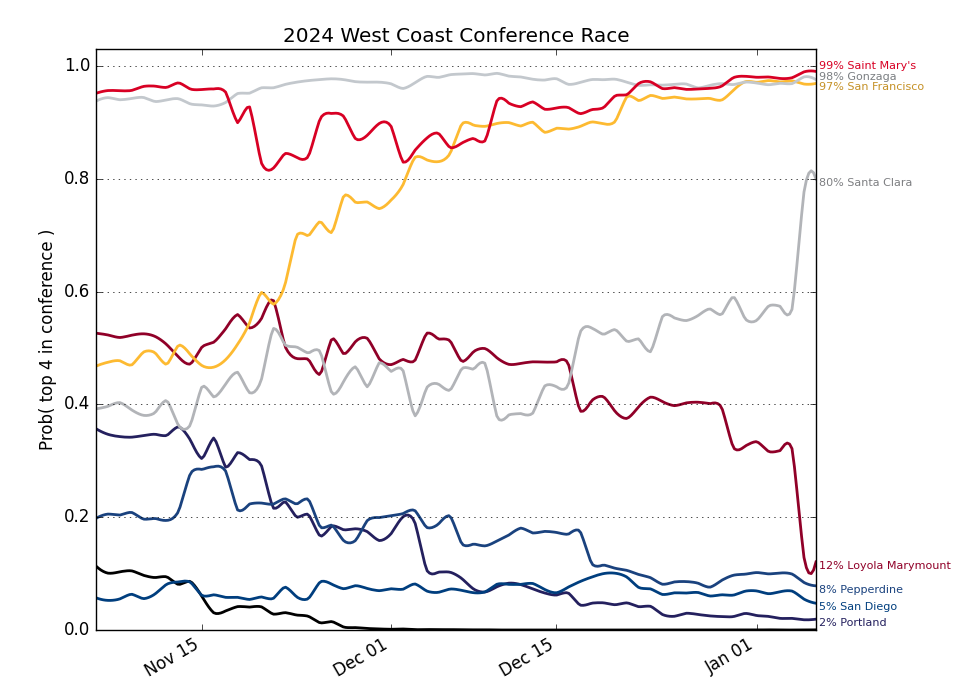 2024 West Coast Conference Race
Prob( top 4 in conference )
1.0
0.8
0.6
0.4
0.2
0.0
Nov 15
Dec 01
Dec 15
Jan 01
99% Saint Mary's
98% Gonzaga
97% San Francisco
80% Santa Clara
12% Loyola Marymount
8% Pepperdine
5% San Diego
2% Portland